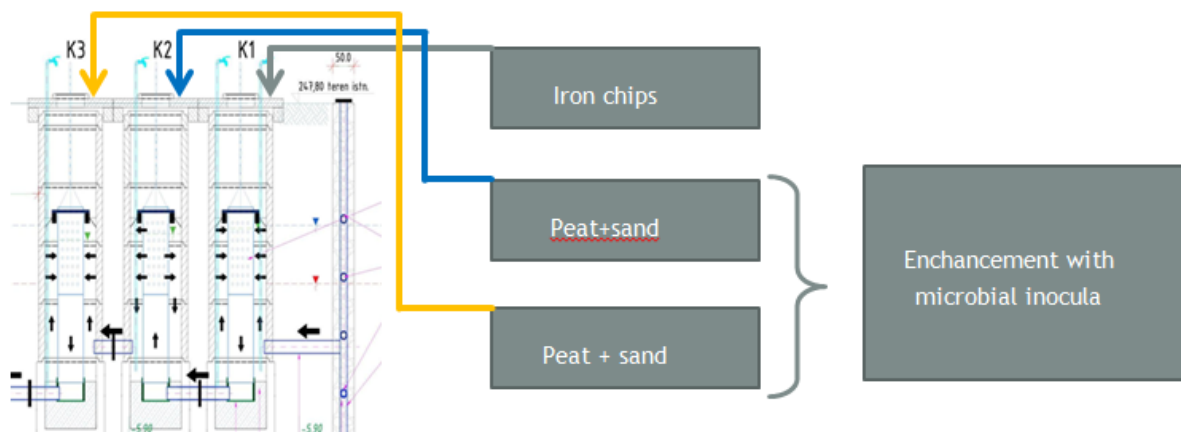 K3
K2
K1
50.0
247,80 teren istn.
Iron chips
Peat+sand
Enchancement with
microbial inocula
Peat + sand
-5.90
-5.90